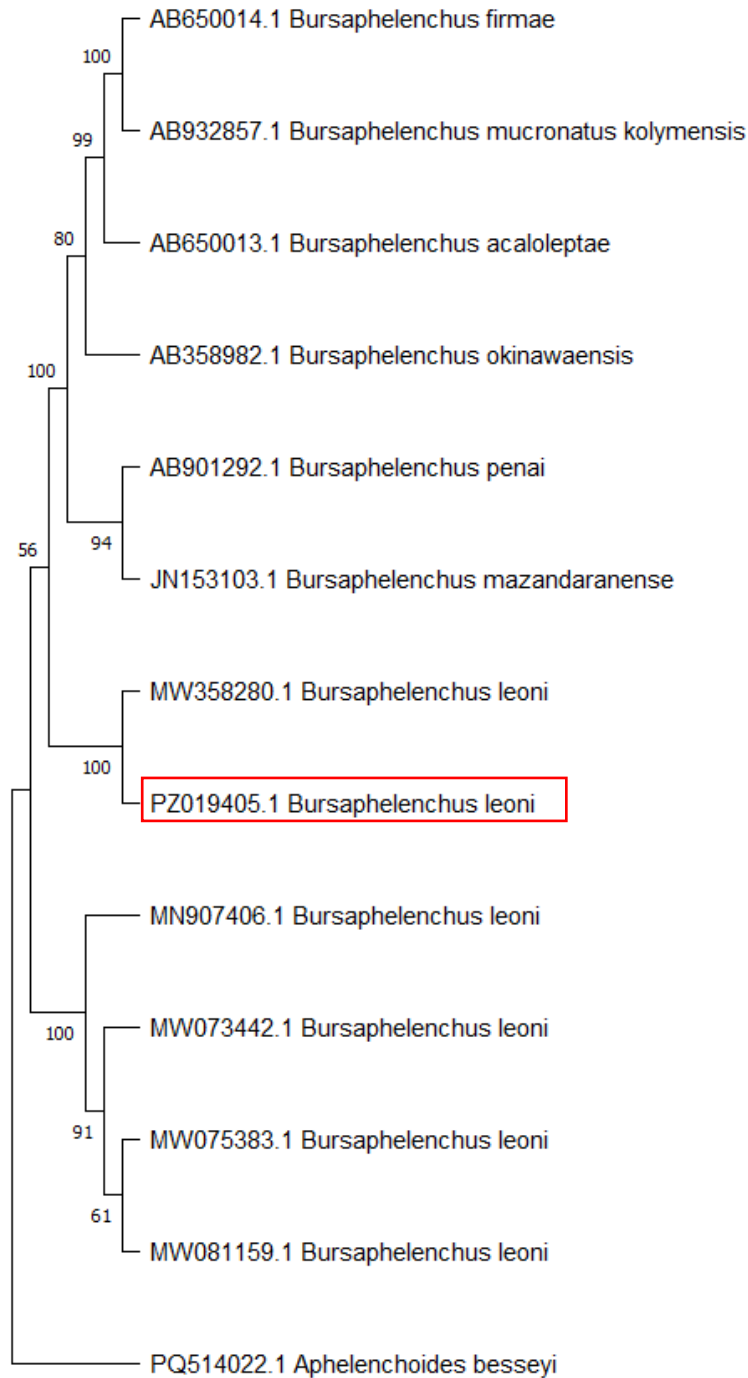 AB650014.1 Bursaphelenchus firmae
100
AB932857.1 Bursaphelenchus mucronatus kolymensis
99
AB650013.1 Bursaphelenchus acaloleptae
80
AB358982.1 Bursaphelenchus okinawaensis
100
AB901292.1 Bursaphelenchus penai
94
56
JN153103.1 Bursaphelenchus mazandaranense
MW358280.1 Bursaphelenchus leoni
100
PZ019405.1 Bursaphelenchus leoni
MN907406.1 Bursaphelenchus leoni
100
MW073442.1 Bursaphelenchus leoni
91
MW075383.1 Bursaphelenchus leoni
61
MW081159.1 Bursaphelenchus leoni
PQ514022.1 Aphelenchoides besseyi